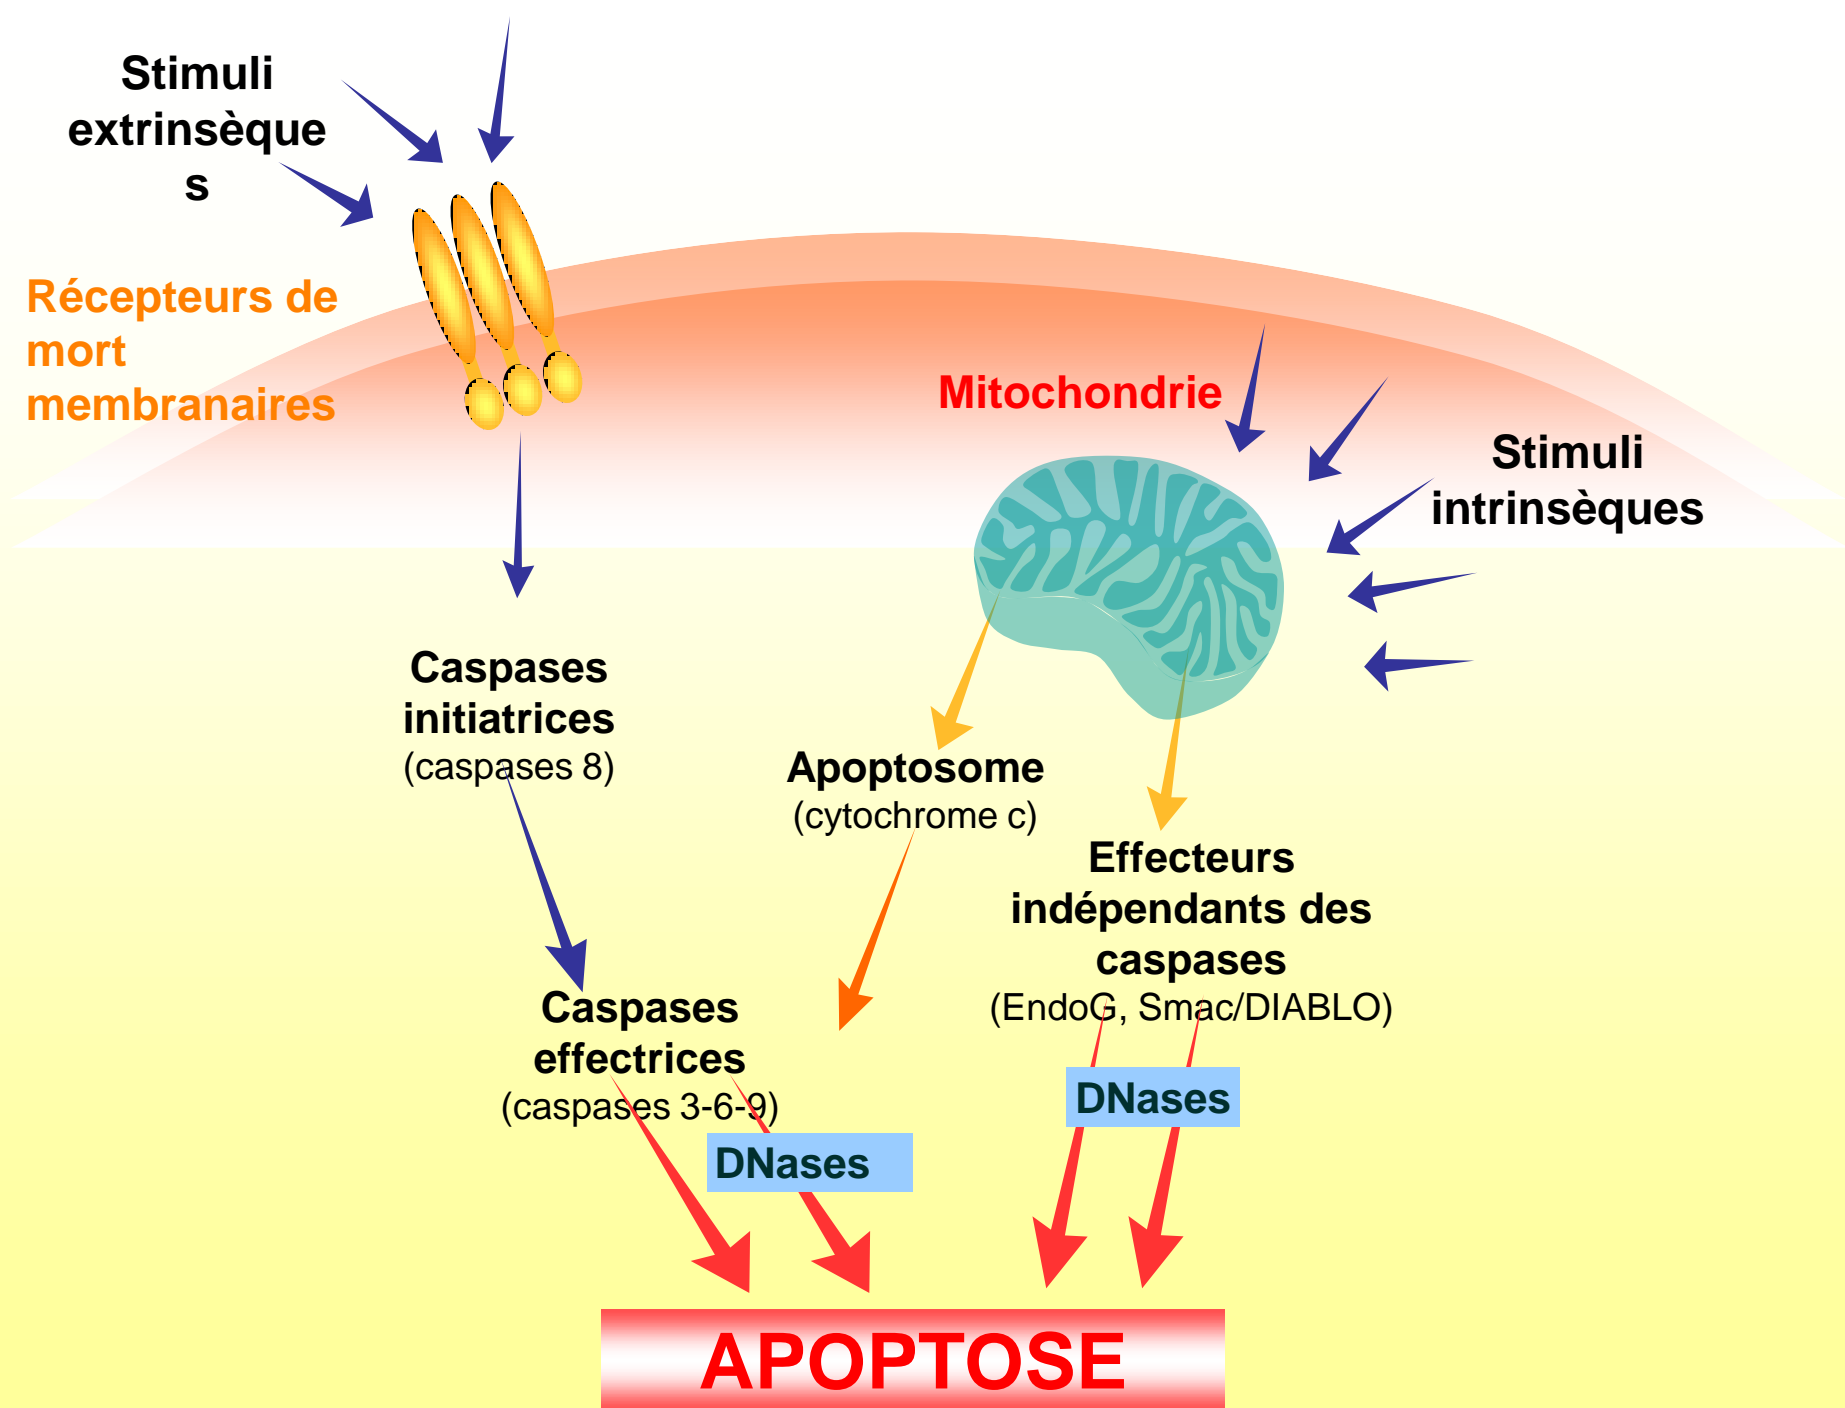 Stimuli
extrinsèque
s
Récepteurs de
mort
membranaires
Mitochondrie
Stimuli
intrinsèques
Caspases
initiatrices
(caspases 8)
Apoptosome
(cytochrome c)
Effecteurs
indépendants des
caspases
(EndoG, Smac/DIABLO)
Caspases
effectrices
(caspases 3-6-9)
DNases
DNases
APOPTOSE